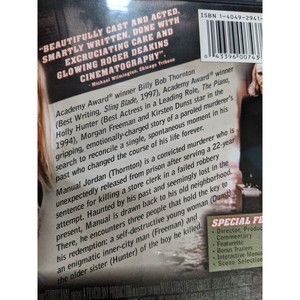 "BEAUTIFULLY CAST AND ACTED,
SMARTLY WRITTEN, DONE WITH
EXCRUCIATING CARE AND
GLOWING ROGER DEAKINS
CINEMATOGRAPHY."
- Michael Wilmington, Chicago Tribune
ISBN 1-4049-2941-
43396 00743
Academy Award® winner Billy Bob Thornton
(Best Writing, Sling Blade, 1997), Academy Award® winner
Holly Hunter (Best Actress in a Leading Role, The Piano,
1994), Morgan Freeman and Kirsten Dunst star in the
gripping, emotionally-charged story of a paroled murderer's
search to reconcile a single, spontaneous moment from his
past who changed the course of his life forever.
Manual Jordan (Thornton) is a convicted murderer who is
unexpectedly released from prison after serving a 22-year
sentence for killing a store clerk in a failed robbery
attempt. Haunted by his past and seemingly doomed in the
present, Manual is drawn back to his old neighborhood.
There, he encounters three people that hold the key to
his redemption: a self-destructive young woman (Dunst),
an enigmatic inner-city man (Freeman) and
the older sister (Hunter) of the boy he killed.
SPECIAL FE
• Director, Produc
Commentary
• Featurette
• Bonus Trailers
• Interactive Menus
• Scene Selection